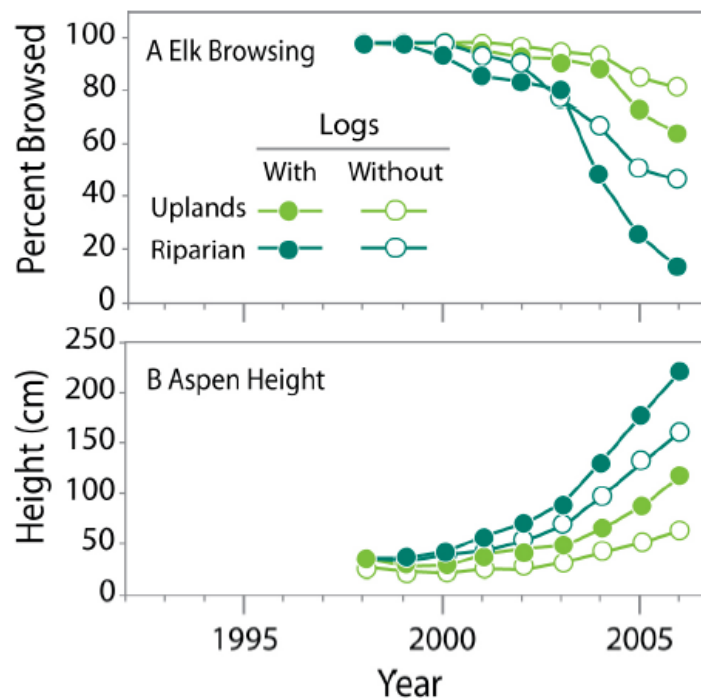 A Elk Browsing
Percent Browsed
100
80
60
40
20
0
Logs
With Without
Uplands
Riparian
B Aspen Height
Height (cm)
250
200
150
100
50
0
1995 2000 2005
Year